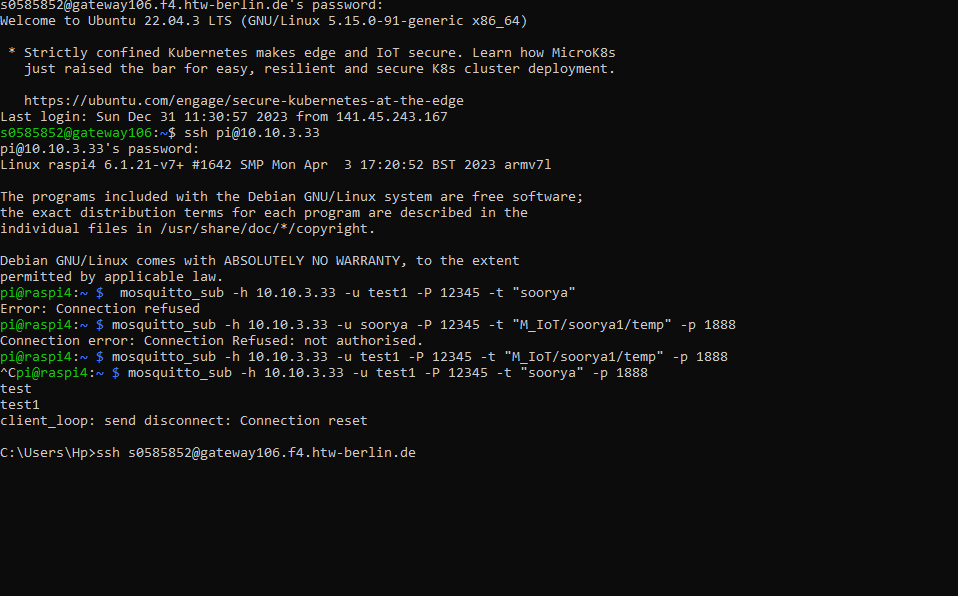 s0585852@gateway106.f4.htw-berlin.de's password:
Welcome to Ubuntu 22.04.3 LTS (GNU/Linux 5.15.0-91-generic x86_64)

 * Strictly confined Kubernetes makes edge and IoT secure. Learn how MicroK8s
   just raised the bar for easy, resilient and secure K8s cluster deployment.

   https://ubuntu.com/engage/secure-kubernetes-at-the-edge
Last login: Sun Dec 31 11:30:57 2023 from 141.45.243.167
s0585852@gateway106:~$ ssh pi@10.10.3.33
pi@10.10.3.33's password:
Linux raspi4 6.1.21-v7+ #1642 SMP Mon Apr  3 17:20:52 BST 2023 armv7l

The programs included with the Debian GNU/Linux system are free software;
the exact distribution terms for each program are described in the
individual files in /usr/share/doc/*/copyright.

Debian GNU/Linux comes with ABSOLUTELY NO WARRANTY, to the extent
permitted by applicable law.
pi@raspi4:~ $  mosquitto_sub -h 10.10.3.33 -u test1 -P 12345 -t "soorya"
Error: Connection refused
pi@raspi4:~ $ mosquitto_sub -h 10.10.3.33 -u soorya -P 12345 -t "M_IoT/soorya1/temp" -p 1888
Connection error: Connection Refused: not authorised.
pi@raspi4:~ $ mosquitto_sub -h 10.10.3.33 -u test1 -P 12345 -t "M_IoT/soorya1/temp" -p 1888
^Cpi@raspi4:~ $ mosquitto_sub -h 10.10.3.33 -u test1 -P 12345 -t "soorya" -p 1888
test
test1
client_loop: send disconnect: Connection reset

C:\Users\Hp>ssh s0585852@gateway106.f4.htw-berlin.de